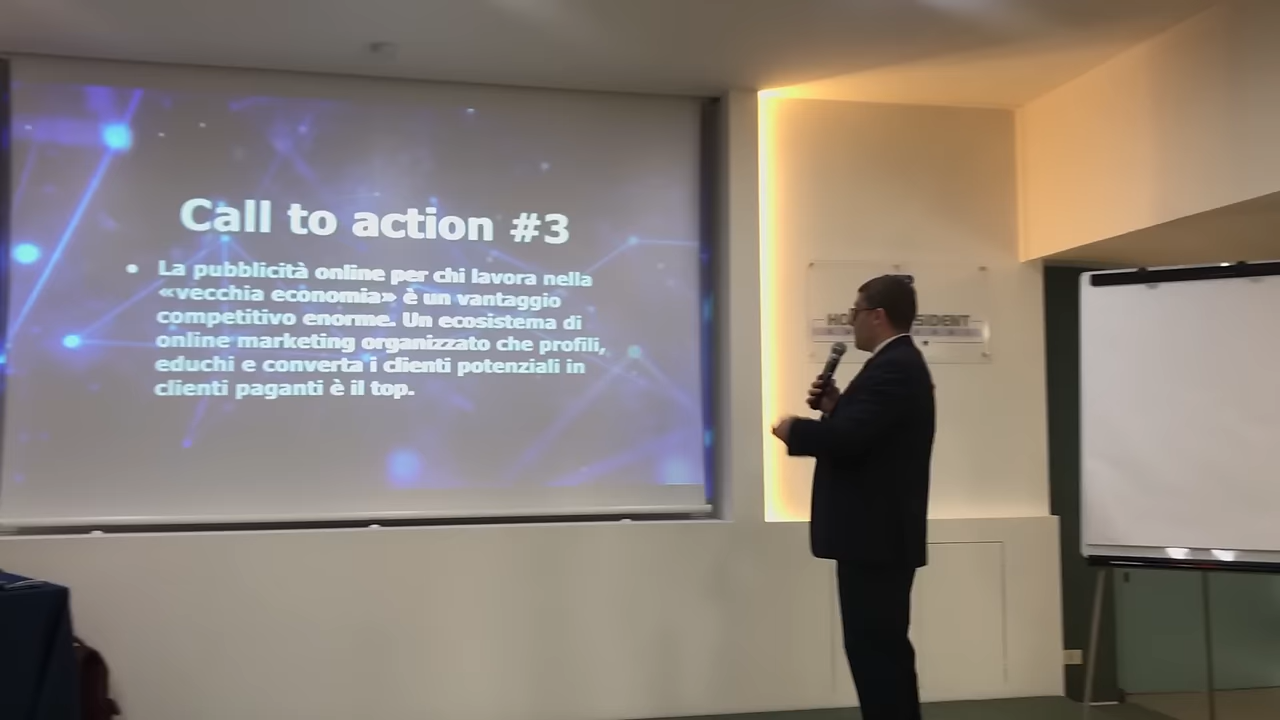 Call to action #3
• La pubblicità online per chi lavora nella
«vecchia economia» è un vantaggio
competitivo enorme. Un ecosistema di
online marketing organizzato che profili,
educhi e converta i clienti potenziali in
clienti paganti è il top.